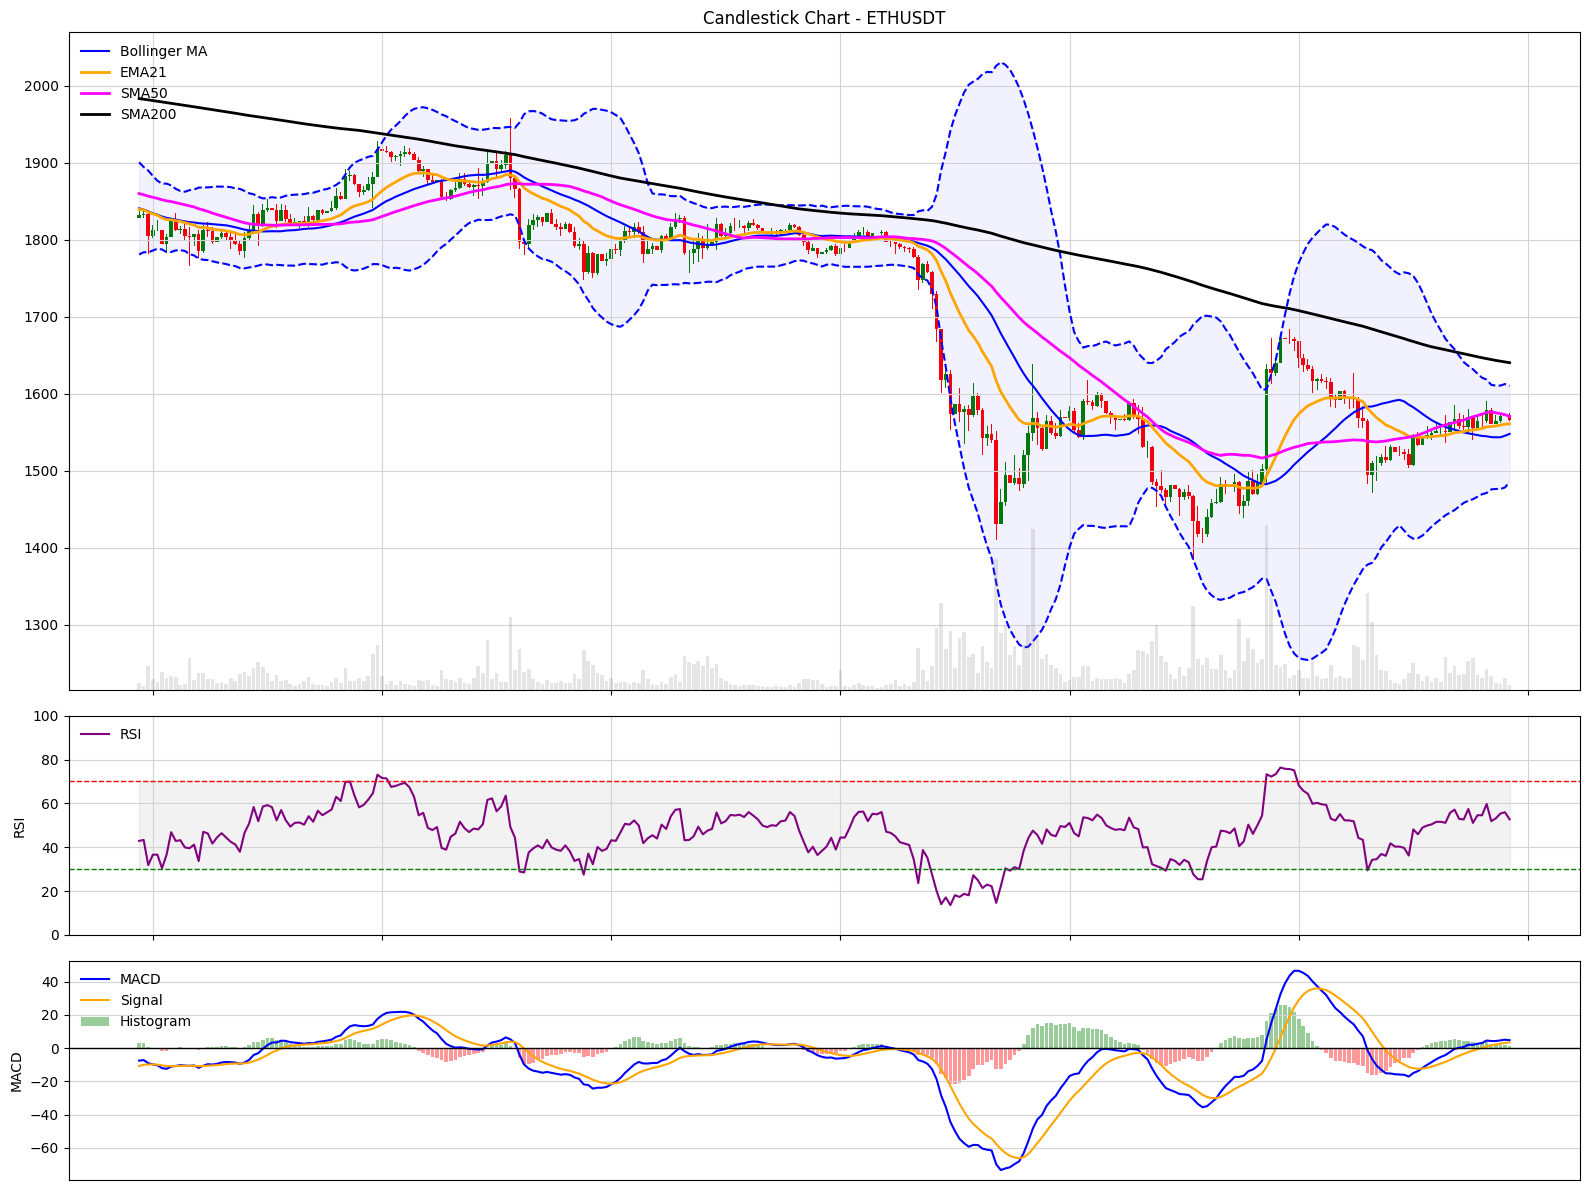 Candlestick Chart - ETHUSDT
Bollinger MA
EMA21
SMA50
SMA200
2000
1900
1800
1700
1600
1500
1400
1300
RSI
100
80
60
40
20
0
RSI
MACD
Signal
Histogram
40
20
0
−20
−40
−60
MACD